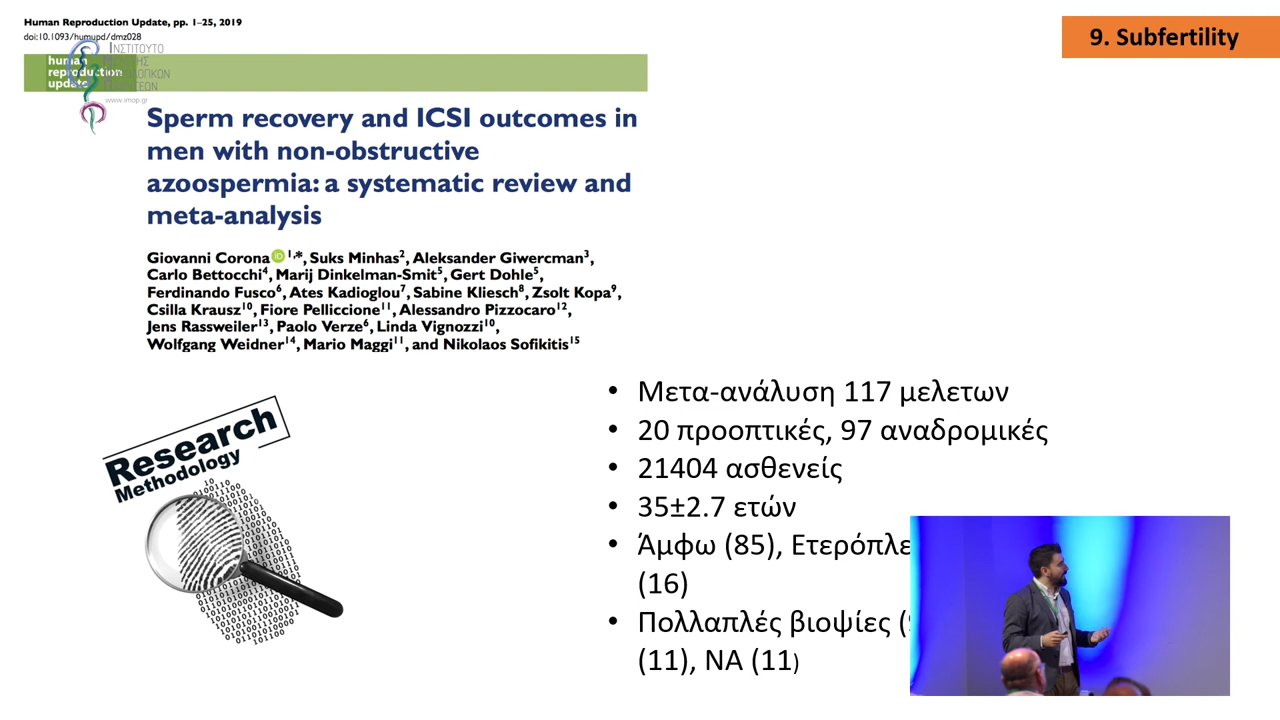 Human Reproduction Update, pp. 1–25, 2019
doi:10.1093/humupd/dmz028
9. Subfertility
human
reproduction
update
ΙΝΣΤΙΤΟΥΤΟ
www.imop.gr
Sperm recovery and ICSI outcomes in
men with non-obstructive
azoospermia: a systematic review and
meta-analysis
Giovanni Corona iD 1,*, Suks Minhas2, Aleksander Giwercman3,
Carlo Bettocchi4, Marij Dinkelman-Smit5, Gert Dohle5,
Ferdinando Fusco6, Ates Kadioglou7, Sabine Kliesch8, Zsolt Kopa9,
Csilla Krausz10, Fiore Pelliccione11, Alessandro Pizzocaro12,
Jens Rassweiler13, Paolo Verze6, Linda Vignozzi10,
Wolfgang Weidner14, Mario Maggi11, and Nikolaos Sofikitis15
Research
Methodology
• Μετα-ανάλυση 117 μελετων
• 20 προοπτικές, 97 αναδρομικές
• 21404 ασθενείς
• 35±2.7 ετών
• Άμφω (85), Ετερόπλε
(16)
• Πολλαπλές βιοψίες (
(11), NA (11)